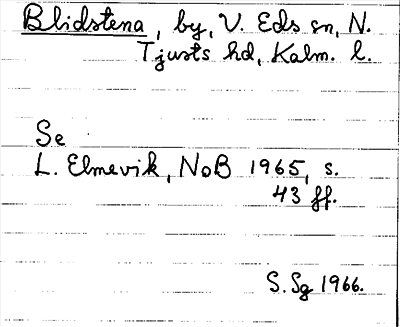 Blidstena, by, V. Eds sn, N.
Tjusts hd, Kalm. l.
Se
L. Elmevik, NoB 1965, s.
43 ff.
S. Sg 1966.